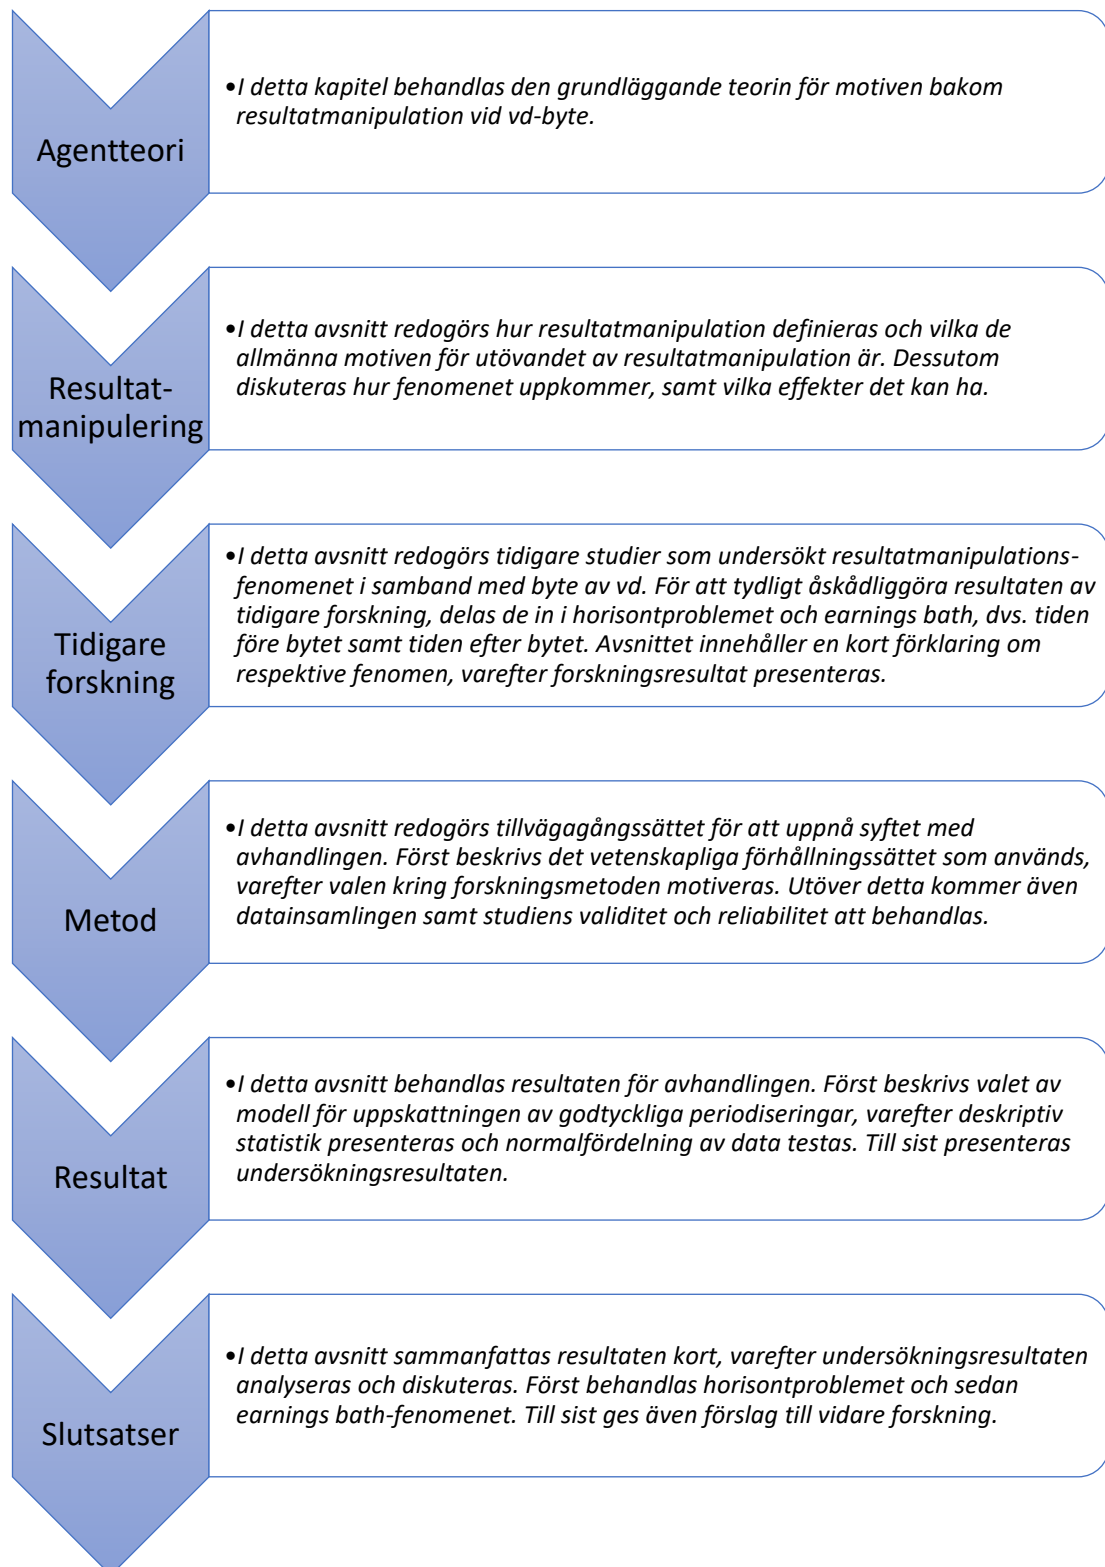 Agentteori
•I detta kapitel behandlas den grundläggande teorin för motiven bakom
resultatmanipulation vid vd-byte.
Resultat-
manipulering
•I detta avsnitt redogörs hur resultatmanipulation definieras och vilka de
allmänna motiven för utövandet av resultatmanipulation är. Dessutom
diskuteras hur fenomenet uppkommer, samt vilka effekter det kan ha.
Tidigare
forskning
•I detta avsnitt redogörs tidigare studier som undersökt resultatmanipulations-
fenomenet i samband med byte av vd. För att tydligt åskådliggöra resultaten av
tidigare forskning, delas de in i horisontproblemet och earnings bath, dvs. tiden
före bytet samt tiden efter bytet. Avsnittet innehåller en kort förklaring om
respektive fenomen, varefter forskningsresultat presenteras.
Metod
•I detta avsnitt redogörs tillvägagångssättet för att uppnå syftet med
avhandlingen. Först beskrivs det vetenskapliga förhållningssättet som används,
varefter valen kring forskningsmetoden motiveras. Utöver detta kommer även
datainsamlingen samt studiens validitet och reliabilitet att behandlas.
Resultat
•I detta avsnitt behandlas resultaten för avhandlingen. Först beskrivs valet av
modell för uppskattningen av godtyckliga periodiseringar, varefter deskriptiv
statistik presenteras och normalfördelning av data testas. Till sist presenteras
undersökningsresultaten.
Slutsatser
•I detta avsnitt sammanfattas resultaten kort, varefter undersökningsresultaten
analyseras och diskuteras. Först behandlas horisontproblemet och sedan
earnings bath-fenomenet. Till sist ges även förslag till vidare forskning.